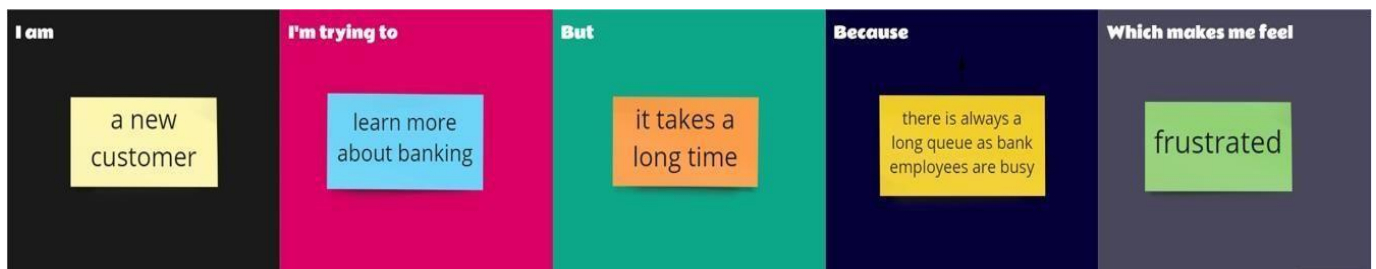 I am
a new
customer
I'm trying to
learn more
about banking
But
it takes a
long time
Because
there is always a
long queue as bank
employees are busy
Which makes me feel
frustrated